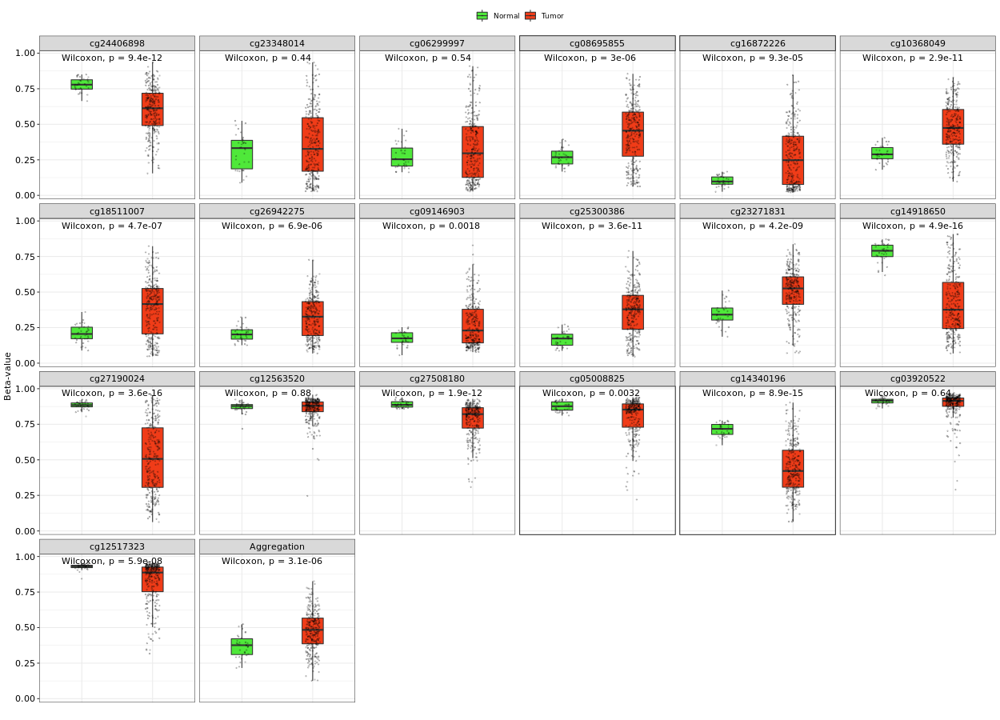 Normal Tumor
cg24406898 cg23348014 cg06299997 cg08695855 cg16872226 cg10368049
Wilcoxon, p = 9.4e-12 Wilcoxon, p = 0.44 Wilcoxon, p = 0.54 Wilcoxon, p = 3e-06 Wilcoxon, p = 9.3e-05 Wilcoxon, p = 2.9e-11
1.00
0.75
0.50
0.25
0.00
cg18511007 cg26942275 cg09146903 cg25300386 cg23271831 cg14918650
Wilcoxon, p = 4.7e-07 Wilcoxon, p = 6.9e-06 Wilcoxon, p = 0.0018 Wilcoxon, p = 3.6e-11 Wilcoxon, p = 4.2e-09 Wilcoxon, p = 4.9e-16
1.00
0.75
0.50
0.25
0.00
Beta-value
cg27190024 cg12563520 cg27508180 cg05008825 cg14340196 cg03920522
Wilcoxon, p = 3.6e-16 Wilcoxon, p = 0.88 Wilcoxon, p = 1.9e-12 Wilcoxon, p = 0.0032 Wilcoxon, p = 8.9e-15 Wilcoxon, p = 0.64
1.00
0.75
0.50
0.25
0.00
cg12517323 Aggregation
Wilcoxon, p = 5.9e-08 Wilcoxon, p = 3.1e-06
1.00
0.75
0.50
0.25
0.00